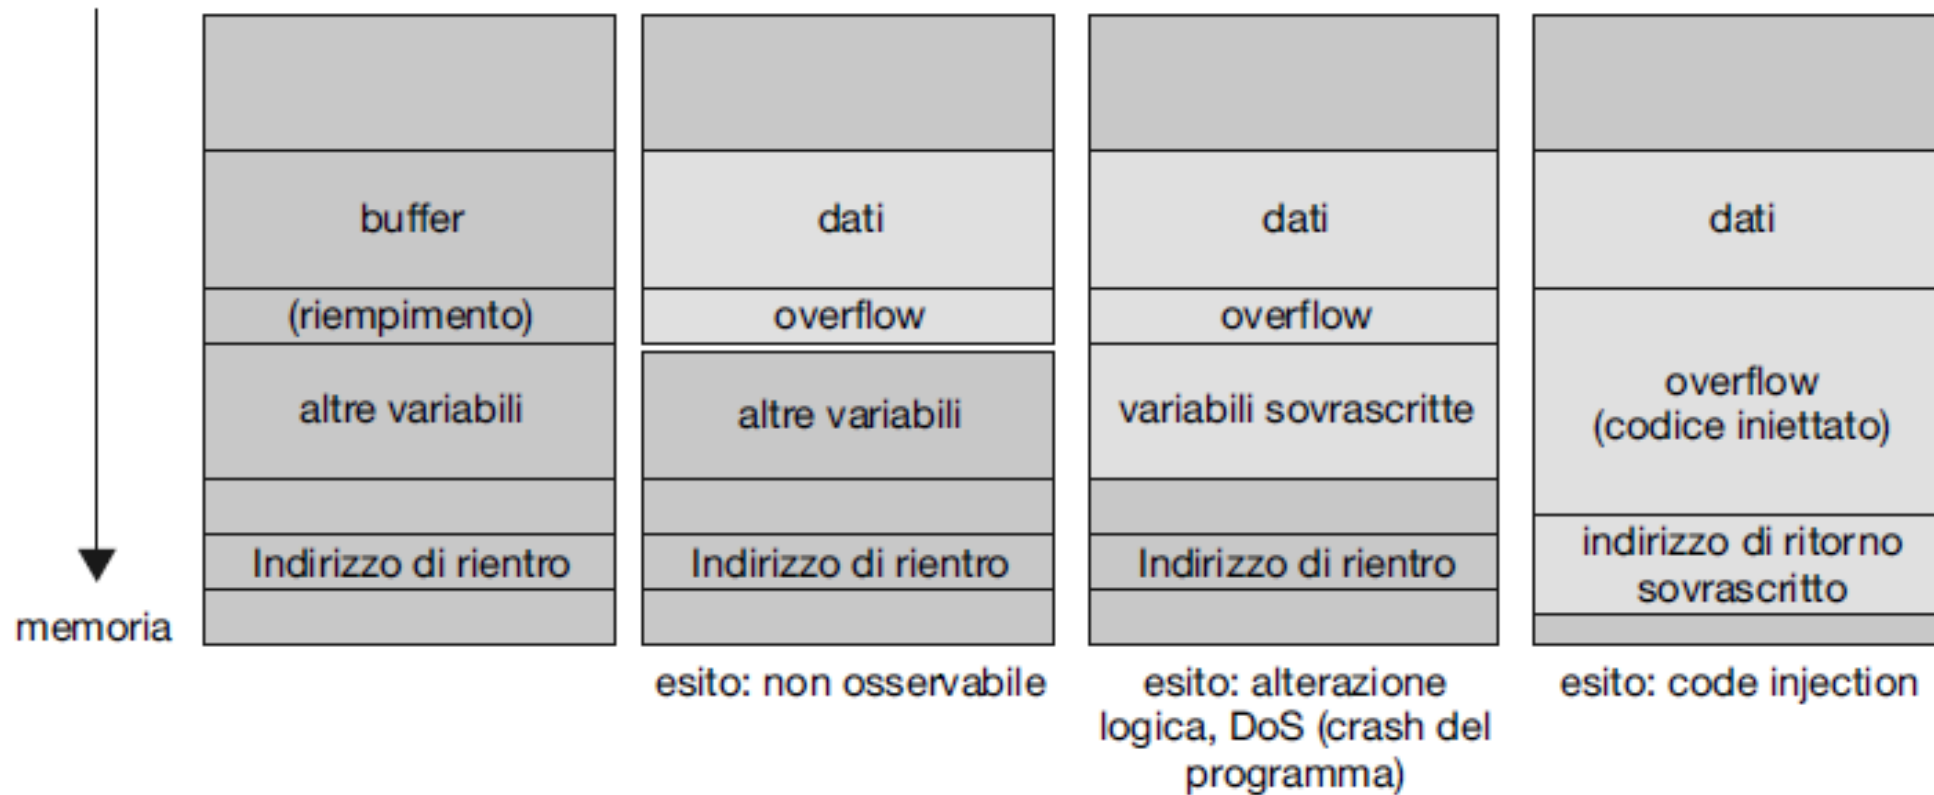 memoria
buffer
(riempimento)
altre variabili
Indirizzo di rientro
dati
overflow
altre variabili
Indirizzo di rientro
esito: non osservabile
dati
overflow
variabili sovrascritte
Indirizzo di rientro
esito: alterazione
logica, DoS (crash del
programma)
dati
overflow
(codice iniettato)
indirizzo di ritorno
sovrascritto
esito: code injection